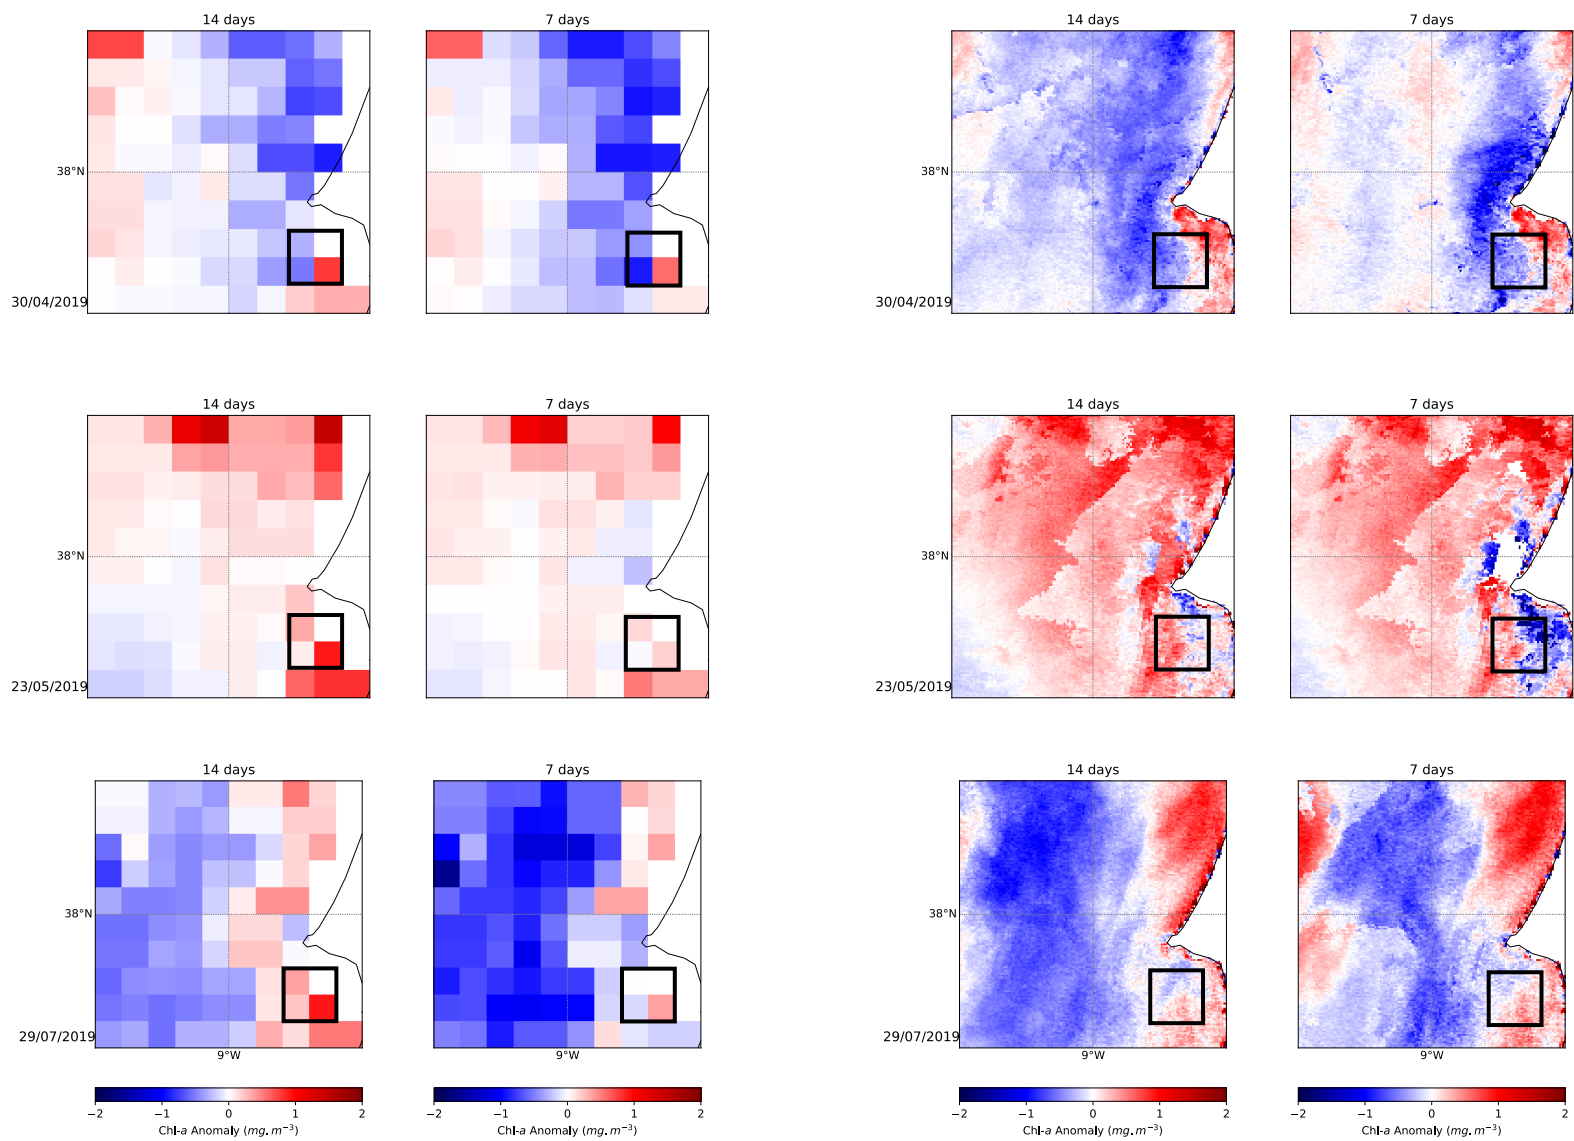 14 days 7 days 14 days 7 days
38°N 38°N
30/04/2019 30/04/2019
14 days 7 days 14 days 7 days
38°N 38°N
23/05/2019 23/05/2019
14 days 7 days 14 days 7 days
38°N 38°N
29/07/2019 29/07/2019
9°W 9°W 9°W 9°W
−2 −1 0 1 2 −2 −1 0 1 2 −2 −1 0 1 2 −2 −1 0 1 2
Chl-a Anomaly (mg.m⁻³) Chl-a Anomaly (mg.m⁻³) Chl-a Anomaly (mg.m⁻³) Chl-a Anomaly (mg.m⁻³)